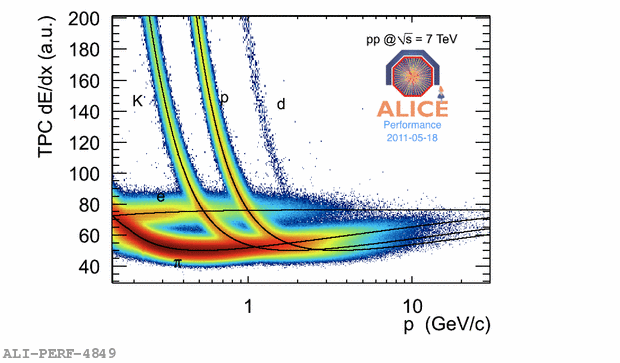 TPC dE/dx (a.u.)
200
180
160
140
120
100
80
60
40
pp @ √s = 7 TeV
ALICE
Performance
2011-05-18
K
p
d
e
π
1
10
p (GeV/c)
ALI-PERF-4849